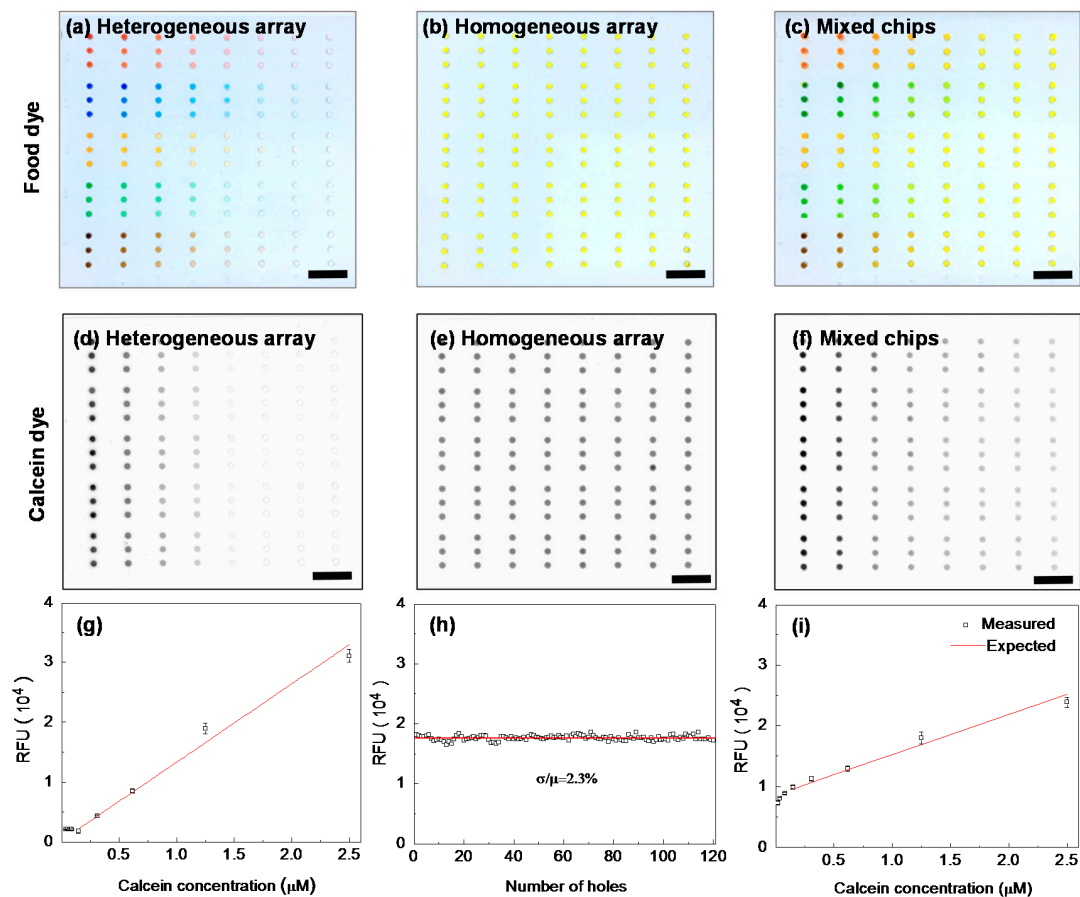 (a) Heterogeneous array
(b) Homogeneous array
(c) Mixed chips
Food dye
(d) Heterogeneous array
(e) Homogeneous array
(f) Mixed chips
Calcein dye
(g)
4
3
2
1
0
RFU ( 10⁴ )
0.5
1.0
1.5
2.0
2.5
Calcein concentration (μM)
(h)
4
3
2
1
0
RFU ( 10⁴ )
σ/μ=2.3%
0
20
40
60
80
100
120
Number of holes
(i)
Measured
Expected
4
3
2
1
0
RFU ( 10⁴ )
0.5
1.0
1.5
2.0
2.5
Calcein concentration (μM)